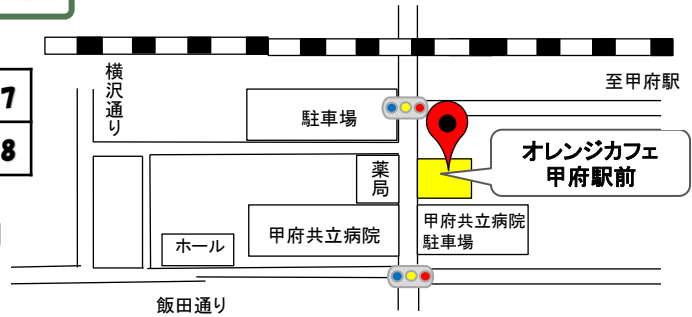 7
8
横沢通り
至甲府駅
駐車場
オレンジカフェ
甲府駅前
薬局
甲府共立病院
甲府共立病院
駐車場
ホール
飯田通り